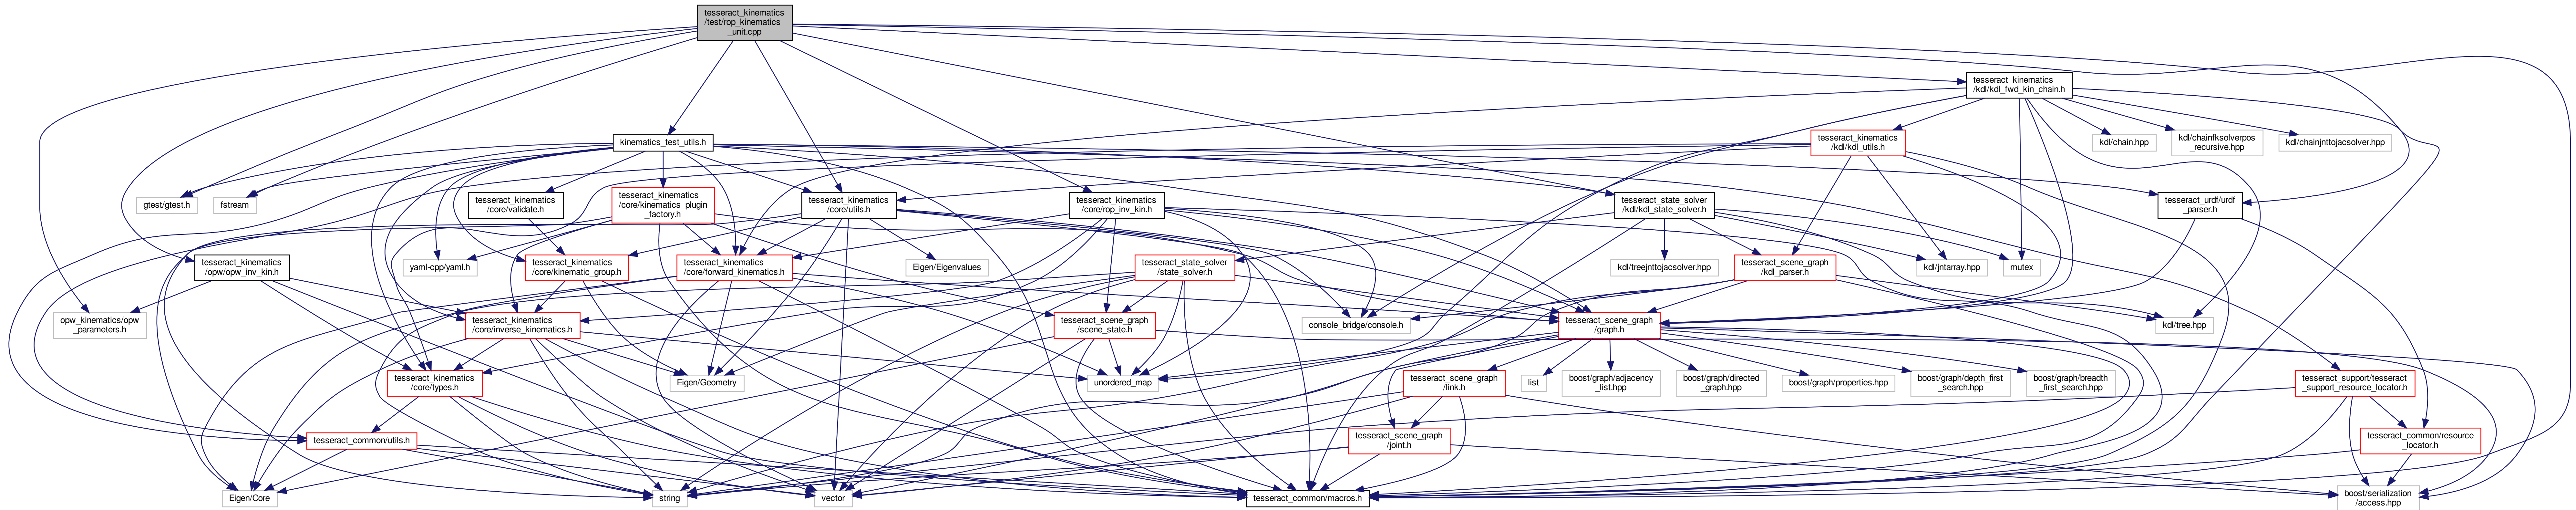 tesseract_kinematics
/test/rop_kinematics
_unit.cpp
tesseract_kinematics
/kdl/kdl_fwd_kin_chain.h
kinematics_test_utils.h
tesseract_kinematics
/kdl/kdl_utils.h
kdl/chain.hpp
kdl/chainfksolverpos
_recursive.hpp
kdl/chainjnttojacsolver.hpp
gtest/gtest.h
fstream
tesseract_kinematics
/core/validate.h
tesseract_kinematics
/core/kinematics_plugin
_factory.h
tesseract_kinematics
/core/utils.h
tesseract_kinematics
/core/rop_inv_kin.h
tesseract_state_solver
/kdl/kdl_state_solver.h
tesseract_urdf/urdf
_parser.h
tesseract_kinematics
/opw/opw_inv_kin.h
yaml-cpp/yaml.h
tesseract_kinematics
/core/kinematic_group.h
tesseract_kinematics
/core/forward_kinematics.h
Eigen/Eigenvalues
tesseract_state_solver
/state_solver.h
kdl/treejnttojacsolver.hpp
tesseract_scene_graph
/kdl_parser.h
kdl/jntarray.hpp
mutex
opw_kinematics/opw
_parameters.h
tesseract_kinematics
/core/inverse_kinematics.h
tesseract_scene_graph
/scene_state.h
console_bridge/console.h
tesseract_scene_graph
/graph.h
kdl/tree.hpp
tesseract_kinematics
/core/types.h
Eigen/Geometry
unordered_map
tesseract_scene_graph
/link.h
list
boost/graph/adjacency
_list.hpp
boost/graph/directed
_graph.hpp
boost/graph/properties.hpp
boost/graph/depth_first
_search.hpp
boost/graph/breadth
_first_search.hpp
tesseract_support/tesseract
_support_resource_locator.h
tesseract_common/utils.h
tesseract_scene_graph
/joint.h
tesseract_common/resource
_locator.h
Eigen/Core
string
vector
tesseract_common/macros.h
boost/serialization
/access.hpp